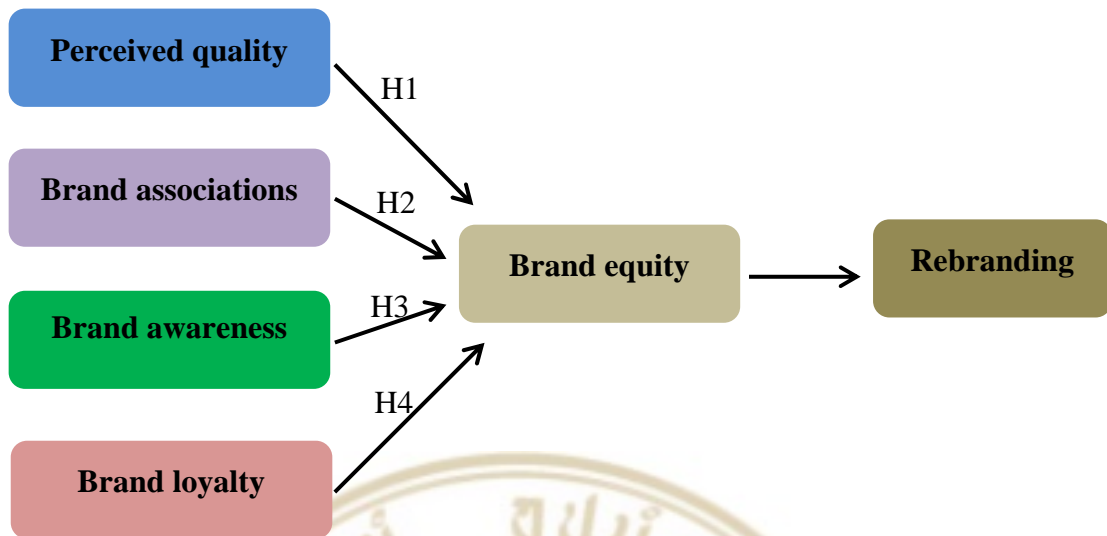 Perceived quality
H1
Brand associations
H2
Brand equity
Rebranding
Brand awareness
H3
H4
Brand loyalty